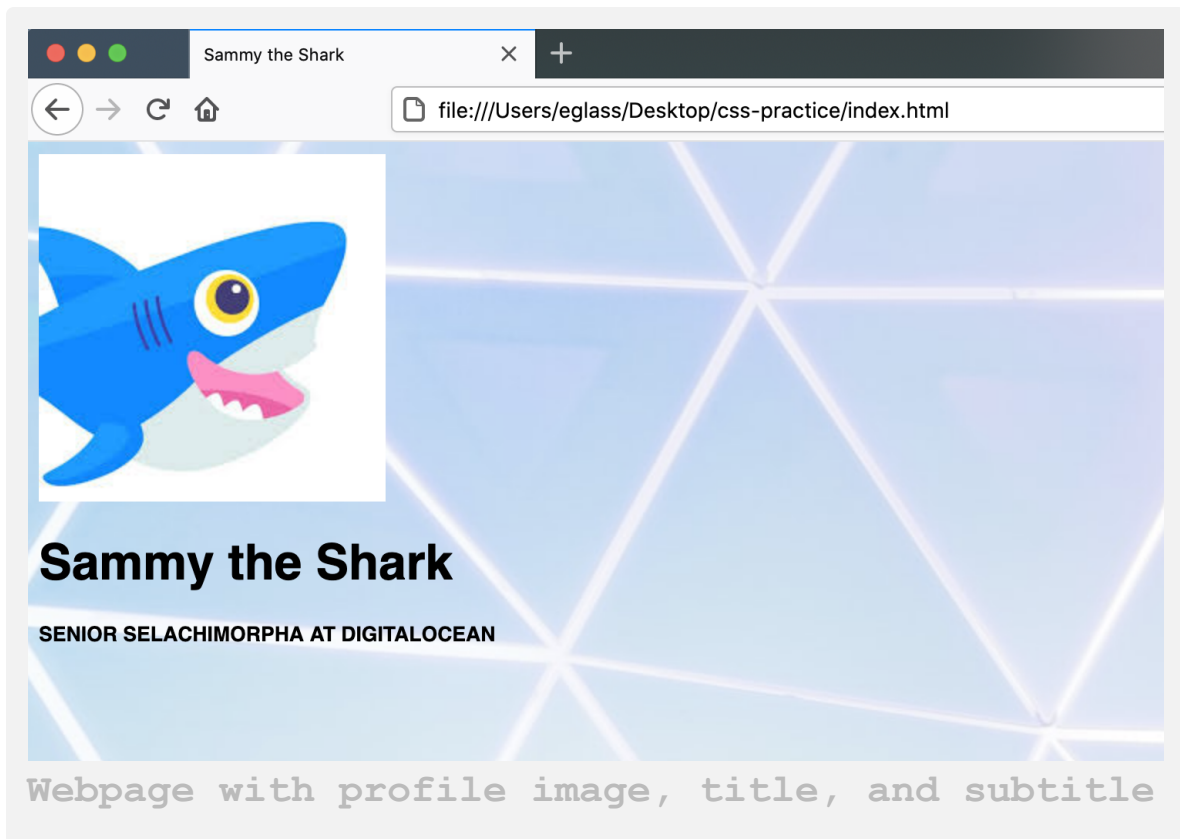 Sammy the Shark
file:///Users/eglass/Desktop/css-practice/index.html
Sammy the Shark
SENIOR SELACHIMORPHA AT DIGITALOCEAN
Webpage with profile image, title, and subtitle